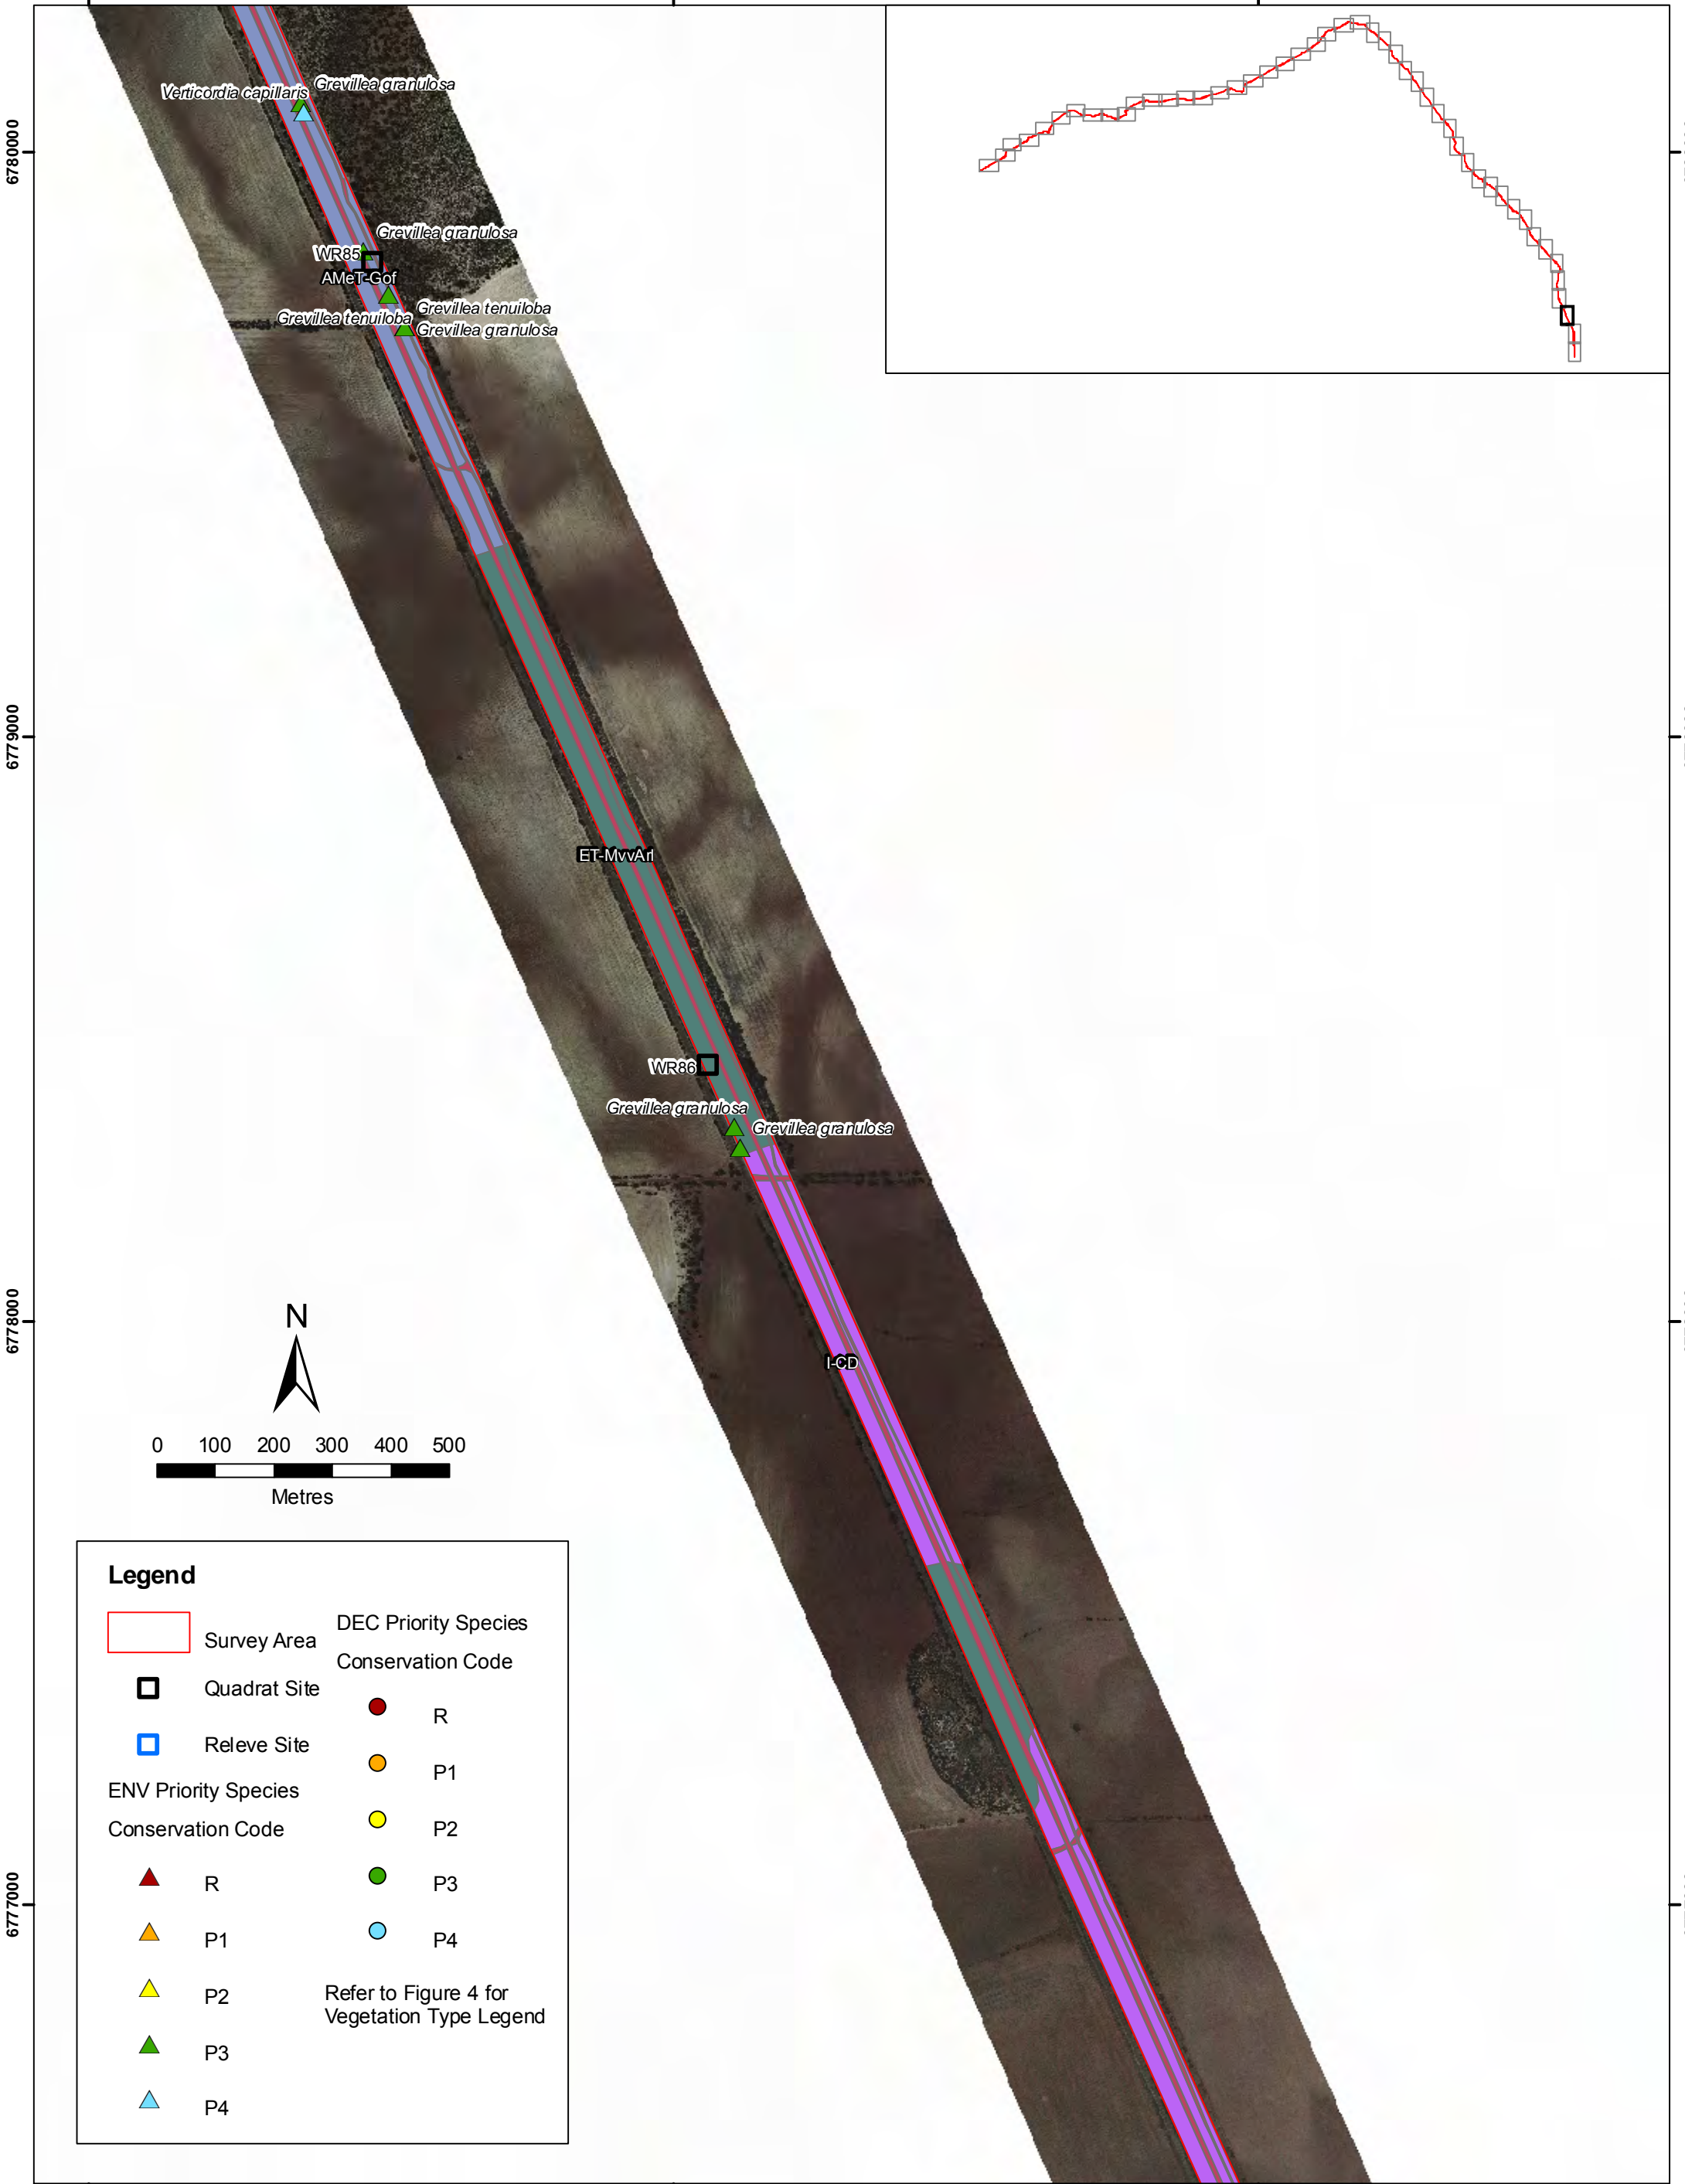 Verticordia capillaris
Grevillea granulosa
6780000
Grevillea granulosa
WR85
AMeT-Gof
Grevillea tenuiloba
Grevillea tenuiloba
Grevillea granulosa
6779000
ET-MvvArl
WR86
Grevillea granulosa
Grevillea granulosa
6778000
I-CD
N
0 100 200 300 400 500
Metres
Legend
Survey Area
Quadrat Site
Releve Site
ENV Priority Species
Conservation Code
R
P1
P2
P3
P4
DEC Priority Species
Conservation Code
R
P1
P2
P3
P4
Refer to Figure 4 for
Vegetation Type Legend
6777000